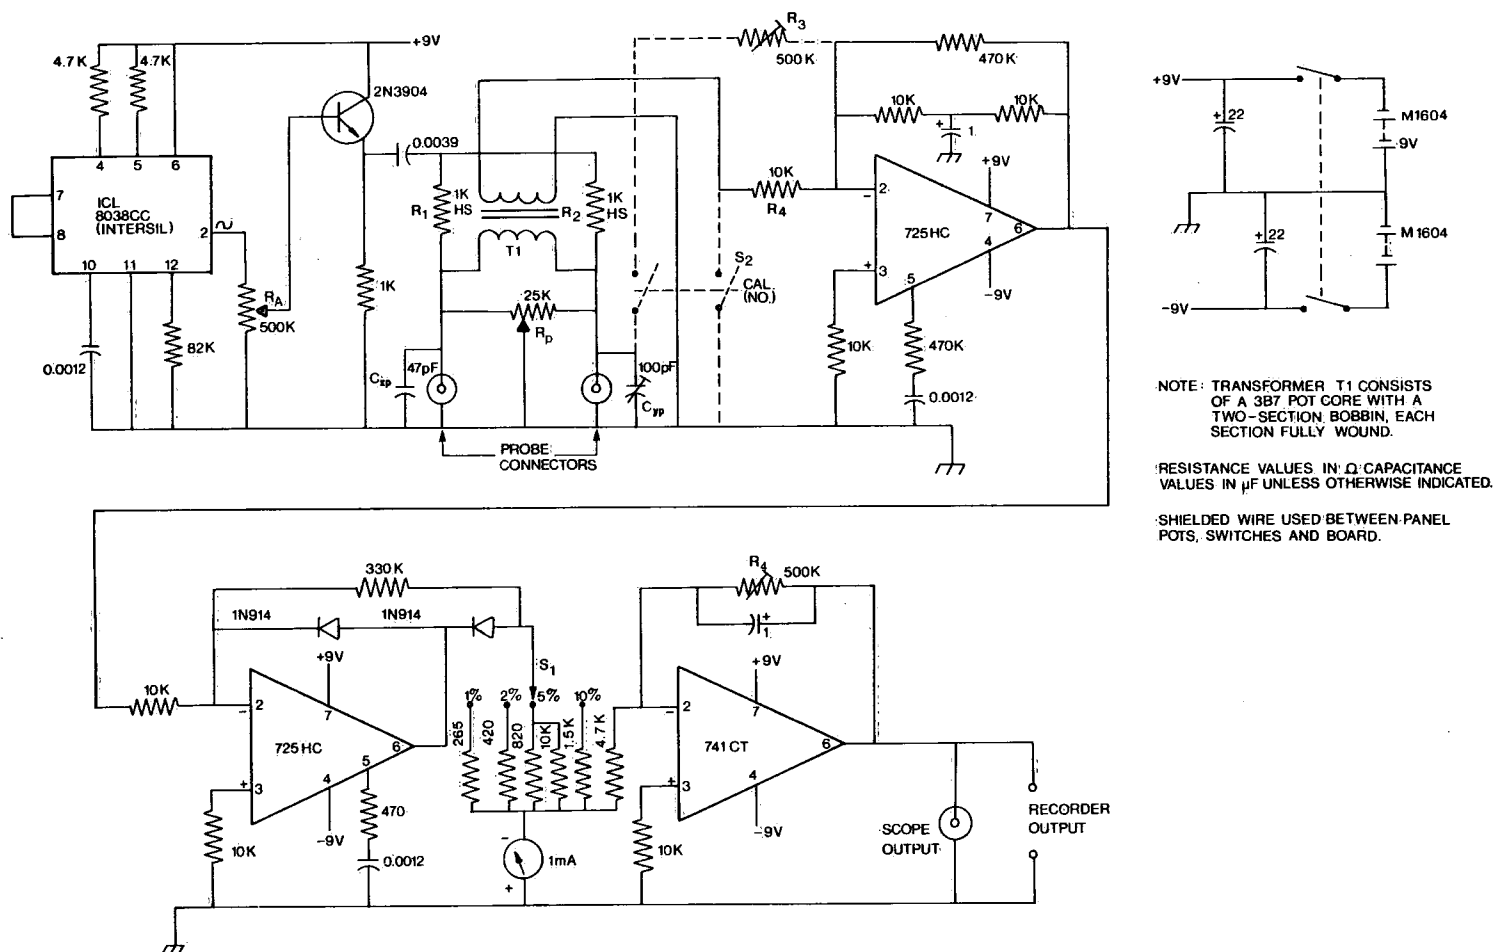 +9V
4.7K
4.7K
2N3904
4
5
6
7
8
ICL
8038CC
(INTERSIL)
2
10
11
12
0.0012
82K
RA
500K
0.0039
1K
R1
1K
HS
R2
1K
HS
T1
25K
Rp
47pF
Cxp
100pF
Cyp
PROBE
CONNECTORS
R3
500K
S2
CAL.
(NO.)
470K
10K
10K
+
1.
10K
R4
2
3
725HC
+9V
7
6
4
5
-9V
10K
470K
0.0012
+9V
+ 22
M1604
9V
+ 22
M1604
-9V
NOTE: TRANSFORMER T1 CONSISTS
OF A 3B7 POT CORE WITH A
TWO-SECTION BOBBIN, EACH
SECTION FULLY WOUND.
RESISTANCE VALUES IN Ω CAPACITANCE
VALUES IN µF UNLESS OTHERWISE INDICATED.
SHIELDED WIRE USED BETWEEN PANEL
POTS, SWITCHES AND BOARD.
330K
1N914
1N914
10K
2
3
725HC
+9V
7
6
4
5
-9V
10K
470
0.0012
S1
1%
2%
5%
10%
265
420
820
10K
1.5K
4.7K
-
1mA
+
R4
500K
+
1.
2
3
741CT
+9V
7
6
4
-9V
10K
SCOPE
OUTPUT
RECORDER
OUTPUT